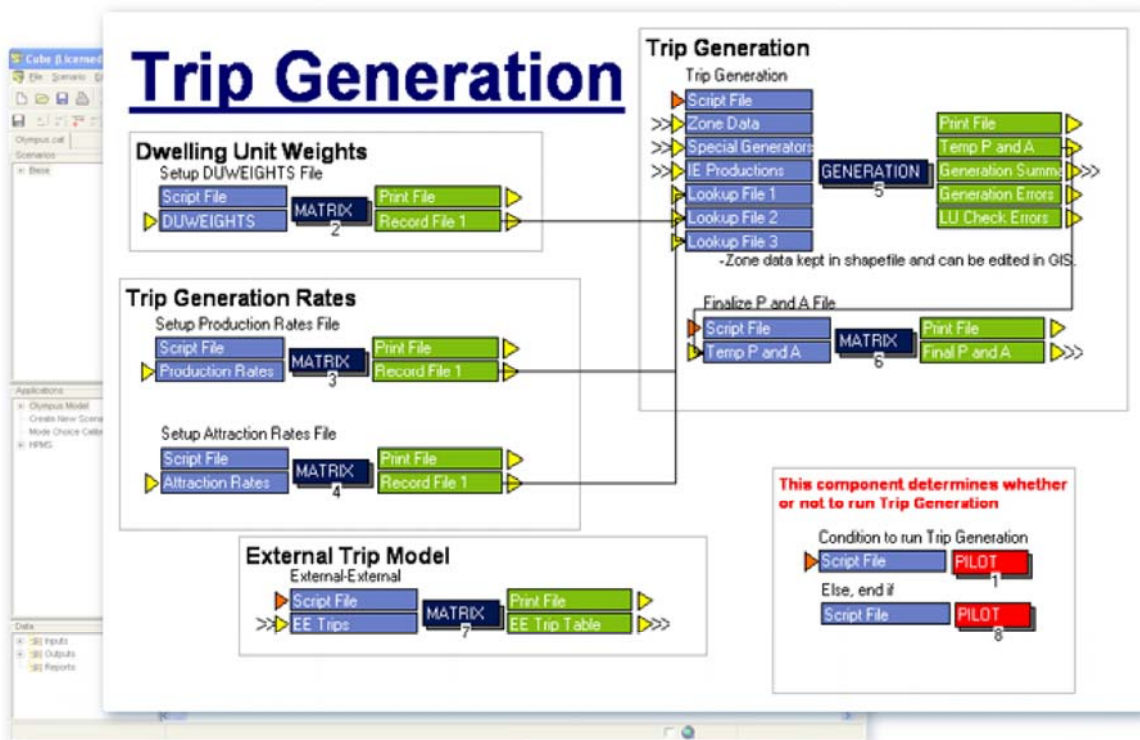 Trip Generation
Cube (Licensed
File Scenario
Olympus.cat
Scenarios
Base
Applications
Olympus Model
Create New Scena
Mode Choice Calib
HPMS
Data
Inputs
Outputs
Reports
Dwelling Unit Weights
Setup DUWEIGHTS File
Script File
DUWEIGHTS
MATRIX
2
Print File
Record File 1
Trip Generation Rates
Setup Production Rates File
Script File
Production Rates
MATRIX
3
Print File
Record File 1
Setup Attraction Rates File
Script File
Attraction Rates
MATRIX
4
Print File
Record File 1
External Trip Model
External-External
Script File
EE Trips
MATRIX
7
Print File
EE Trip Table
Trip Generation
Trip Generation
Script File
Zone Data
Special Generators
IE Productions
Lookup File 1
Lookup File 2
Lookup File 3
GENERATION
5
Print File
Temp P and A
Generation Summa
Generation Errors
LU Check Errors
-Zone data kept in shapefile and can be edited in GIS.
Finalize P and A File
Script File
Temp P and A
MATRIX
6
Print File
Final P and A
This component determines whether
or not to run Trip Generation
Condition to run Trip Generation
Script File
PILOT
1
Else, end if
Script File
PILOT
8